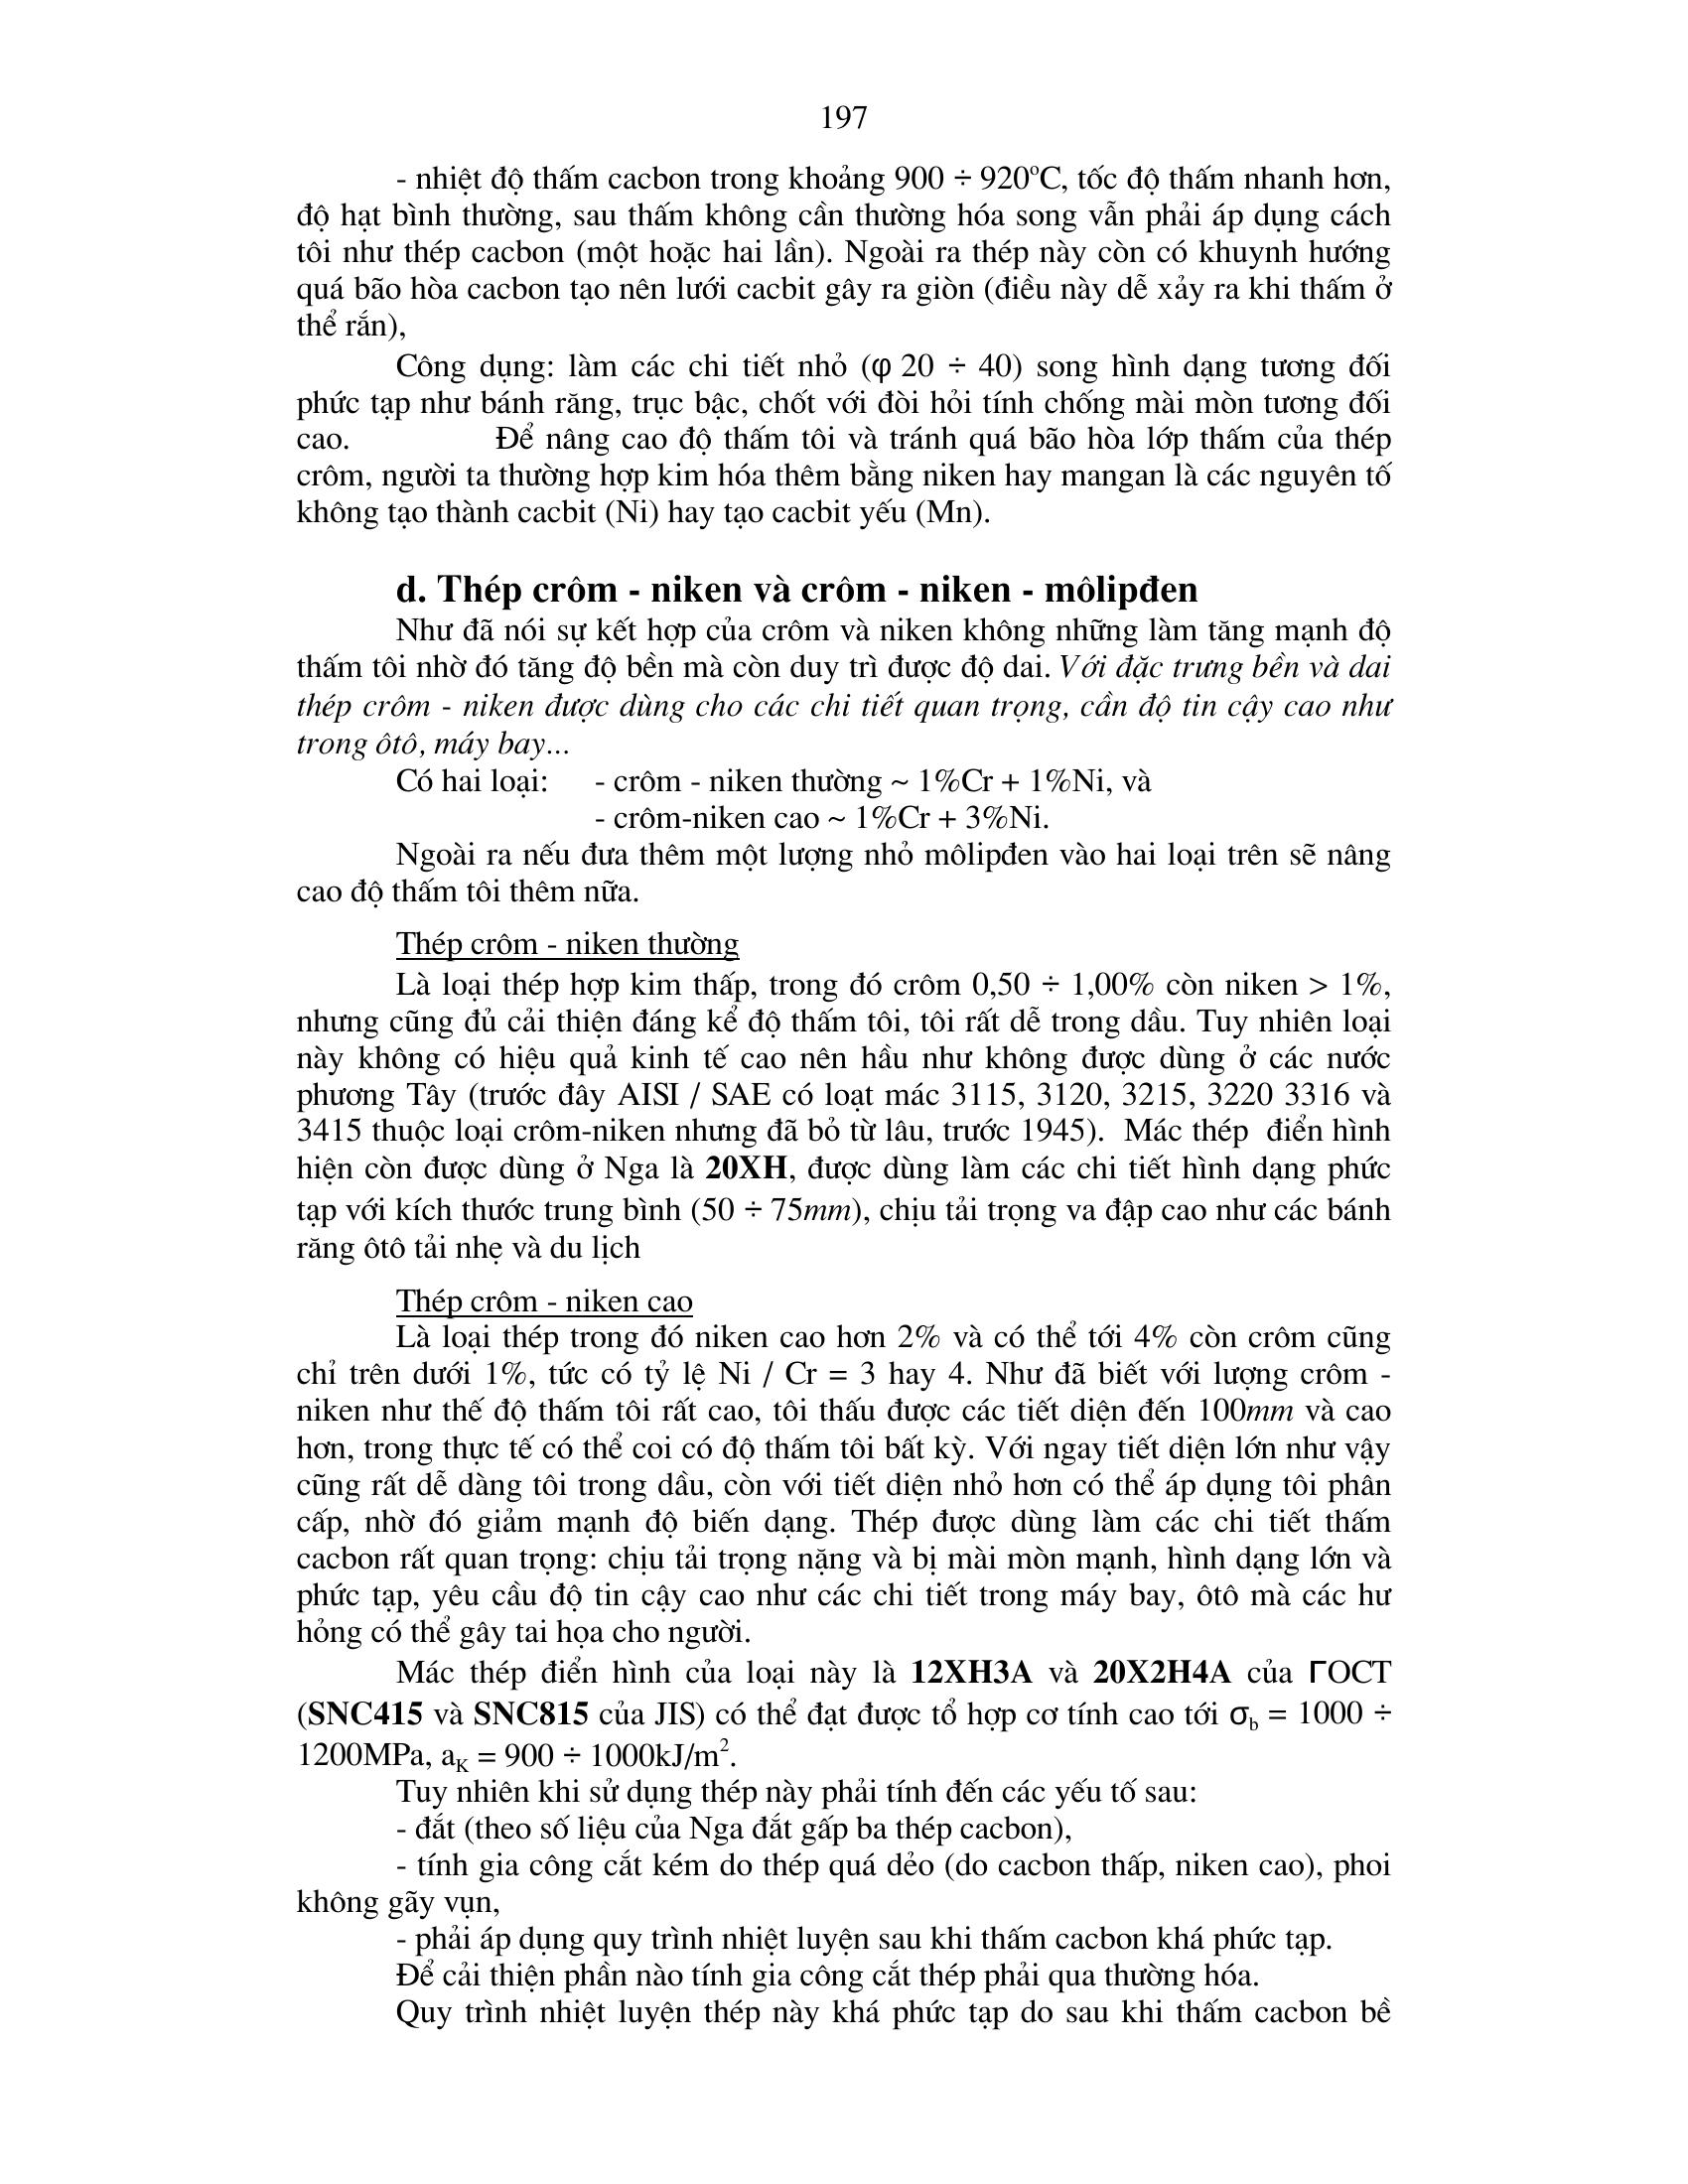 197
- nhiệt độ thấm cacbon trong khoảng 900 ÷ 920ºC, tốc độ thấm nhanh hơn,
độ hạt bình thường, sau thấm không cần thường hóa song vẫn phải áp dụng cách
tôi như thép cacbon (một hoặc hai lần). Ngoài ra thép này còn có khuynh hướng
quá bão hòa cacbon tạo nên lưới cacbit gây ra giòn (điều này dễ xảy ra khi thấm ở
thể rắn),
Công dụng: làm các chi tiết nhỏ (φ 20 ÷ 40) song hình dạng tương đối
phức tạp như bánh răng, trục bậc, chốt với đòi hỏi tính chống mài mòn tương đối
cao. Để nâng cao độ thấm tôi và tránh quá bão hòa lớp thấm của thép
crôm, người ta thường hợp kim hóa thêm bằng niken hay mangan là các nguyên tố
không tạo thành cacbit (Ni) hay tạo cacbit yếu (Mn).
d. Thép crôm - niken và crôm - niken - môlipđen
Như đã nói sự kết hợp của crôm và niken không những làm tăng mạnh độ
thấm tôi nhờ đó tăng độ bền mà còn duy trì được độ dai. Với đặc trưng bền và dai
thép crôm - niken được dùng cho các chi tiết quan trọng, cần độ tin cậy cao như
trong ôtô, máy bay...
Có hai loại: - crôm - niken thường ~ 1%Cr + 1%Ni, và
- crôm-niken cao ~ 1%Cr + 3%Ni.
Ngoài ra nếu đưa thêm một lượng nhỏ môlipđen vào hai loại trên sẽ nâng
cao độ thấm tôi thêm nữa.
Thép crôm - niken thường
Là loại thép hợp kim thấp, trong đó crôm 0,50 ÷ 1,00% còn niken > 1%,
nhưng cũng đủ cải thiện đáng kể độ thấm tôi, tôi rất dễ trong dầu. Tuy nhiên loại
này không có hiệu quả kinh tế cao nên hầu như không được dùng ở các nước
phương Tây (trước đây AISI / SAE có loạt mác 3115, 3120, 3215, 3220 3316 và
3415 thuộc loại crôm-niken nhưng đã bỏ từ lâu, trước 1945). Mác thép điển hình
hiện còn được dùng ở Nga là 20XH, được dùng làm các chi tiết hình dạng phức
tạp với kích thước trung bình (50 ÷ 75mm), chịu tải trọng va đập cao như các bánh
răng ôtô tải nhẹ và du lịch
Thép crôm - niken cao
Là loại thép trong đó niken cao hơn 2% và có thể tới 4% còn crôm cũng
chỉ trên dưới 1%, tức có tỷ lệ Ni / Cr = 3 hay 4. Như đã biết với lượng crôm -
niken như thế độ thấm tôi rất cao, tôi thấu được các tiết diện đến 100mm và cao
hơn, trong thực tế có thể coi có độ thấm tôi bất kỳ. Với ngay tiết diện lớn như vậy
cũng rất dễ dàng tôi trong dầu, còn với tiết diện nhỏ hơn có thể áp dụng tôi phân
cấp, nhờ đó giảm mạnh độ biến dạng. Thép được dùng làm các chi tiết thấm
cacbon rất quan trọng: chịu tải trọng nặng và bị mài mòn mạnh, hình dạng lớn và
phức tạp, yêu cầu độ tin cậy cao như các chi tiết trong máy bay, ôtô mà các hư
hỏng có thể gây tai họa cho người.
Mác thép điển hình của loại này là 12XH3A và 20X2H4A của ГOCT
(SNC415 và SNC815 của JIS) có thể đạt được tổ hợp cơ tính cao tới σb = 1000 ÷
1200MPa, aK = 900 ÷ 1000kJ/m².
Tuy nhiên khi sử dụng thép này phải tính đến các yếu tố sau:
- đắt (theo số liệu của Nga đắt gấp ba thép cacbon),
- tính gia công cắt kém do thép quá dẻo (do cacbon thấp, niken cao), phoi
không gãy vụn,
- phải áp dụng quy trình nhiệt luyện sau khi thấm cacbon khá phức tạp.
Để cải thiện phần nào tính gia công cắt thép phải qua thường hóa.
Quy trình nhiệt luyện thép này khá phức tạp do sau khi thấm cacbon bề